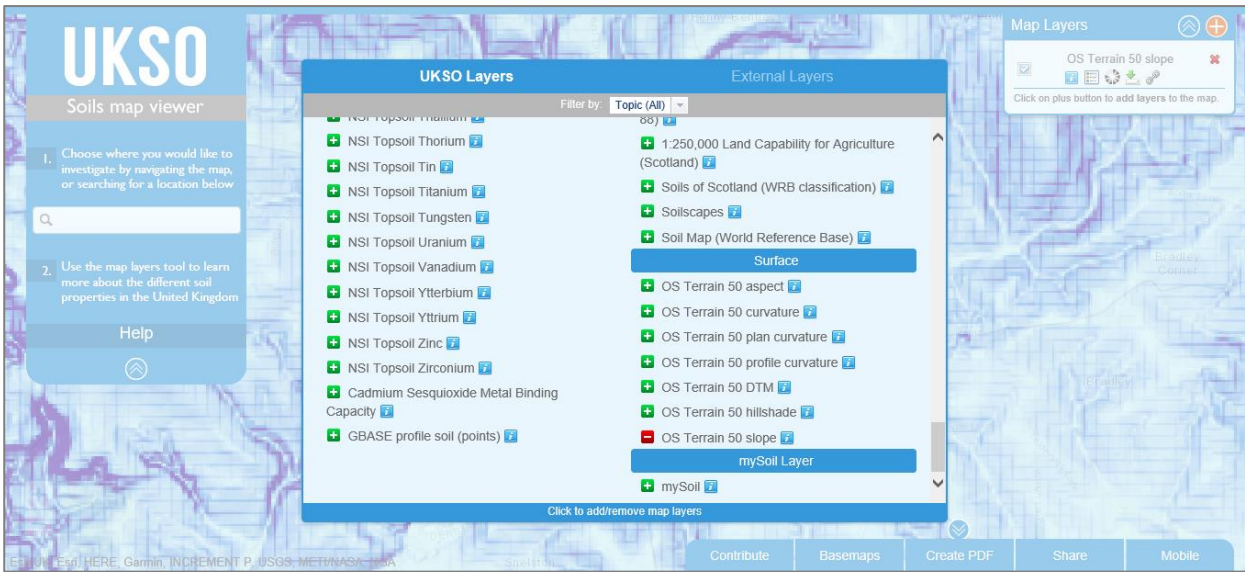 UKSO
Soils map viewer
1.
Choose where you would like to
investigate by navigating the map,
or searching for a location below
2.
Use the map layers tool to learn
more about the different soil
properties in the United Kingdom
Help
UKSO Layers
External Layers
Filter by: Topic (All)
NSI Topsoil Thallium
NSI Topsoil Thorium
NSI Topsoil Tin
NSI Topsoil Titanium
NSI Topsoil Tungsten
NSI Topsoil Uranium
NSI Topsoil Vanadium
NSI Topsoil Ytterbium
NSI Topsoil Yttrium
NSI Topsoil Zinc
NSI Topsoil Zirconium
Cadmium Sesquioxide Metal Binding
Capacity
GBASE profile soil (points)
88)
1:250,000 Land Capability for Agriculture
(Scotland)
Soils of Scotland (WRB classification)
Soilscapes
Soil Map (World Reference Base)
Surface
OS Terrain 50 aspect
OS Terrain 50 curvature
OS Terrain 50 plan curvature
OS Terrain 50 profile curvature
OS Terrain 50 DTM
OS Terrain 50 hillshade
OS Terrain 50 slope
mySoil Layer
mySoil
Click to add/remove map layers
Map Layers
OS Terrain 50 slope
Click on plus button to add layers to the map.
Bradley
Corner
Bradley
Esri, HERE, Garmin, INCREMENT P, USGS, METI/NASA
Contribute
Basemaps
Create PDF
Share
Mobile